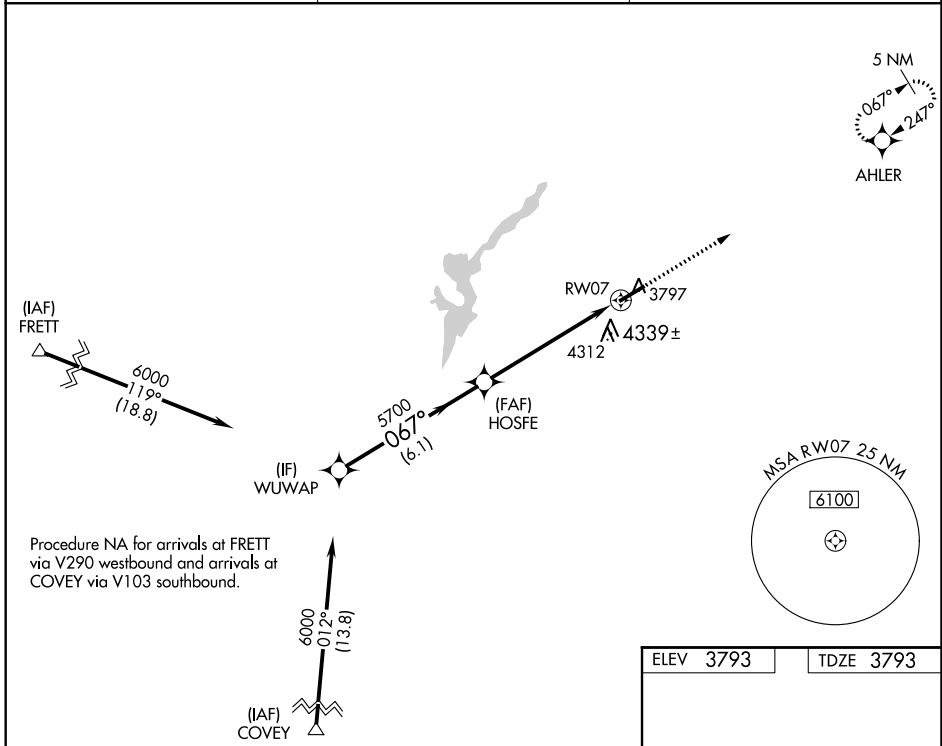 5 NM
067°
247°
AHLER
RW07
3797
4312
4339±
(IAF)
FRETT
6000
119°
(18.8)
5700
067°
(6.1)
(FAF)
HOSFE
(IF)
WUWAP
MSA RW07 25 NM
6100
Procedure NA for arrivals at FRETT
via V290 westbound and arrivals at
COVEY via V103 southbound.
6000
012°
(13.8)
(IAF)
COVEY
ELEV 3793
TDZE 3793